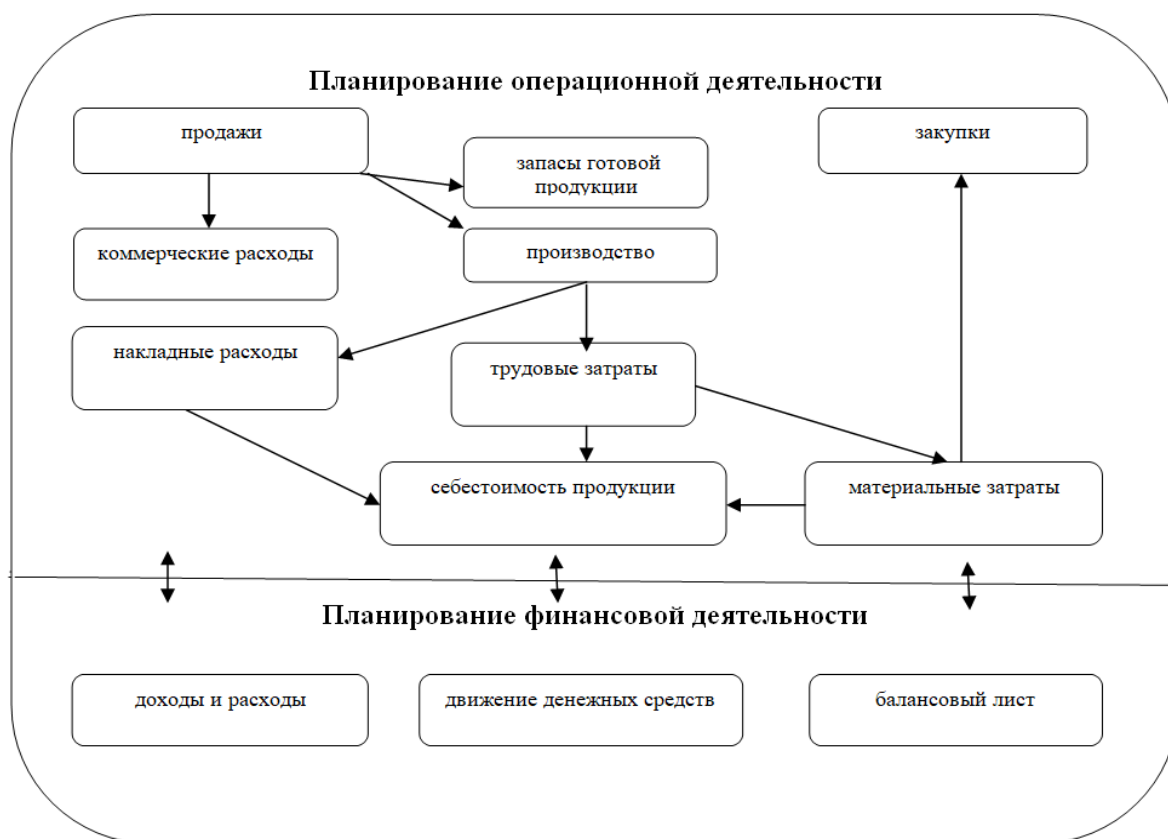 Планирование операционной деятельности
продажи
закупки
запасы готовой
продукции
коммерческие расходы
производство
накладные расходы
трудовые затраты
себестоимость продукции
материальные затраты
Планирование финансовой деятельности
доходы и расходы
движение денежных средств
балансовый лист